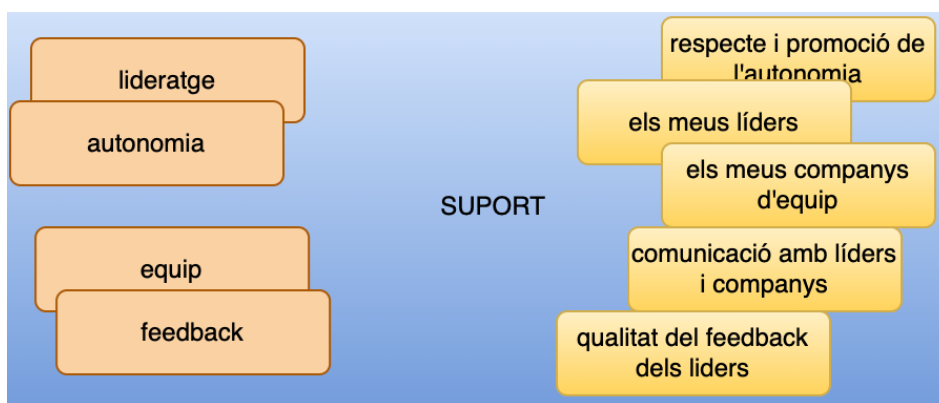 lideratge
autonomia
equip
feedback
SUPORT
respecte i promoció de
l'autonomia
els meus líders
els meus companys
d'equip
comunicació amb líders
i companys
qualitat del feedback
dels liders